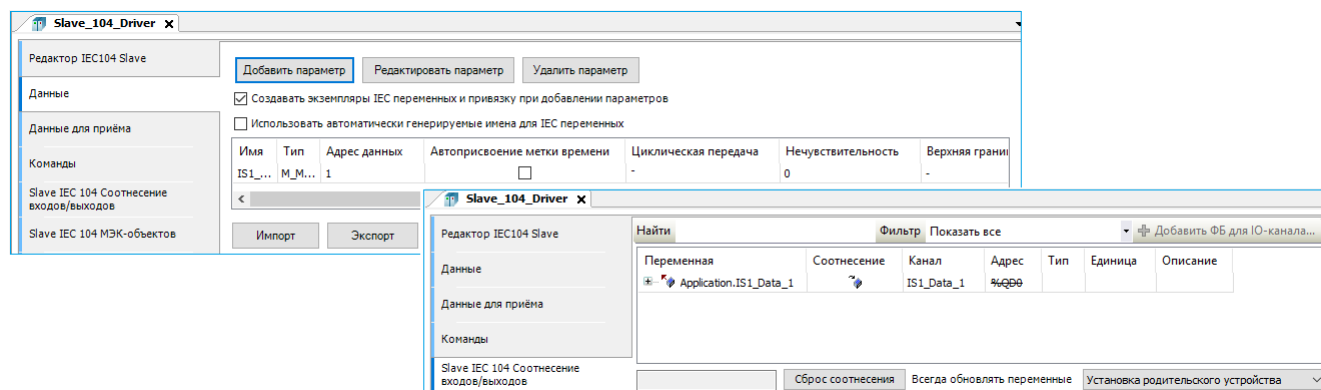 Slave_104_Driver X
Редактор IEC104 Slave
Данные
Данные для приёма
Команды
Slave IEC 104 Соотнесение
входов/выходов
Slave IEC 104 МЭК-объектов
Добавить параметр Редактировать параметр Удалить параметр
Создавать экземпляры IEC переменных и привязку при добавлении параметров
Использовать автоматически генерируемые имена для IEC переменных
Имя Тип Адрес данных Автоприсвоение метки времени Циклическая передача Нечувствительность Верхняя грани
IS1_... M_M... 1 - 0 -
Импорт Экспорт
Slave_104_Driver X
Редактор IEC104 Slave
Данные
Данные для приёма
Команды
Slave IEC 104 Соотнесение
входов/выходов
Найти Фильтр Показать все Добавить ФБ для IO-канала...
Переменная Соотнесение Канал Адрес Тип Единица Описание
Application.IS1_Data_1 IS1_Data_1 %QD0
Сброс соотнесения Всегда обновлять переменные Установка родительского устройства